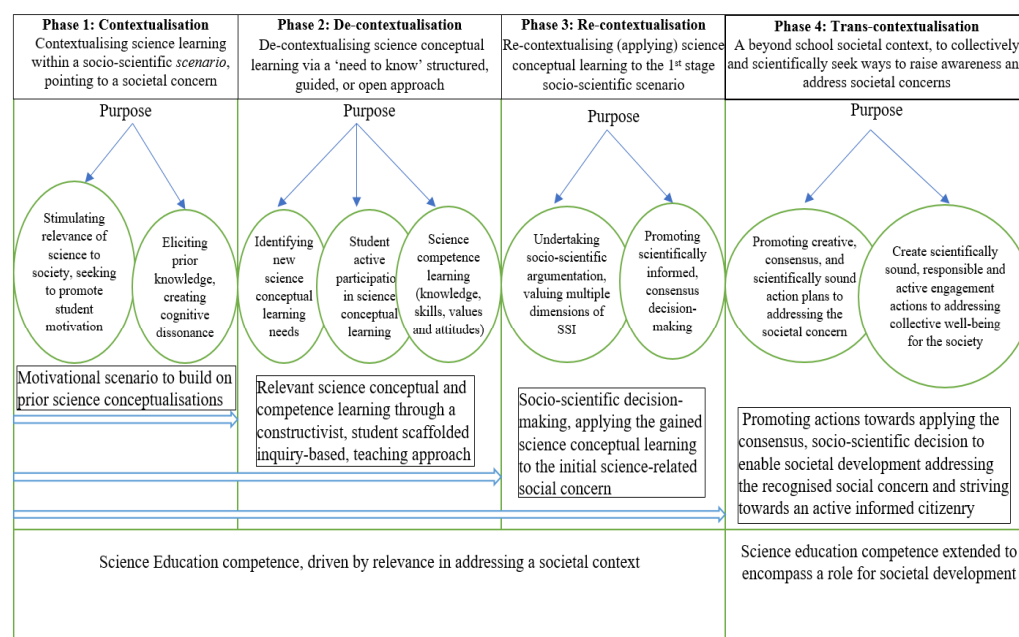 Phase 1: Contextualisation
Contextualising science learning
within a socio-scientific scenario,
pointing to a societal concern
Phase 2: De-contextualisation
De-contextualising science conceptual
learning via a ‘need to know’ structured,
guided, or open approach
Phase 3: Re-contextualisation
Re-contextualising (applying) science
conceptual learning to the 1st stage
socio-scientific scenario
Phase 4: Trans-contextualisation
A beyond school societal context, to collectively
and scientifically seek ways to raise awareness an
address societal concerns
Purpose
Purpose
Purpose
Purpose
Stimulating
relevance of
science to
society, seeking
to promote
student
motivation
Eliciting
prior
knowledge,
creating
cognitive
dissonance
Identifying
new
science
conceptual
learning
needs
Student
active
participatio
in science
conceptual
learning
Science
competence
learning
(knowledge,
skills, values
and attitudes)
Undertaking
socio-scientific
argumentation,
valuing multiple
dimensions of
SSI
Promoting
scientifically
informed,
consensus
decision-
making
Promoting creative,
consensus, and
scientifically sound
action plans to
addressing the
societal concern
Create scientifically
sound, responsible and
active engagement
actions to addressing
collective well-being
for the society
Motivational scenario to build on
prior science conceptualisations
Relevant science conceptual and
competence learning through a
constructivist, student scaffolded
inquiry-based, teaching approach
Socio-scientific decision-
making, applying the gained
science conceptual learning
to the initial science-related
social concern
Promoting actions towards applying the
consensus, socio-scientific decision to
enable societal development addressing
the recognised social concern and striving
towards an active informed citizenry
Science Education competence, driven by relevance in addressing a societal context
Science education competence extended to
encompass a role for societal development